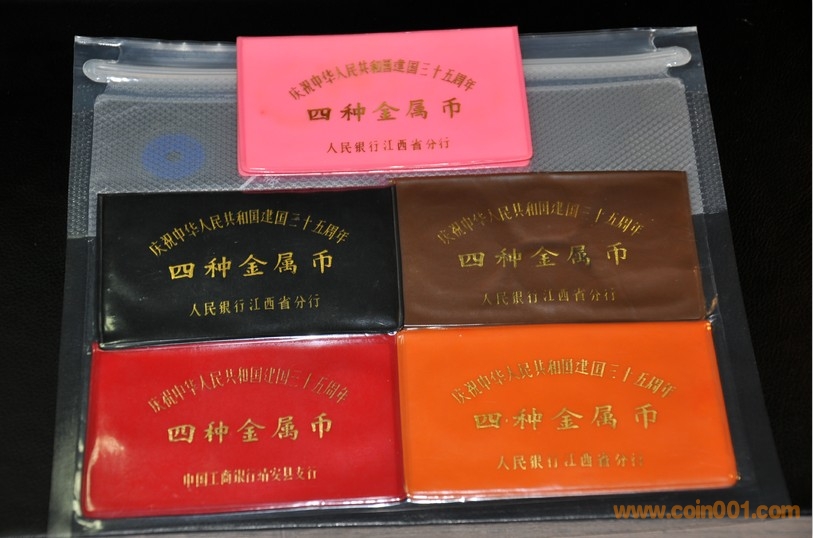 庆祝中华人民共和国建国三十五周年
四种金属币
人民银行江西省分行
庆祝中华人民共和国建国三十五周年
四种金属币
人民银行江西省分行
庆祝中华人民共和国建国三十五周年
四种金属币
人民银行江西省分行
庆祝中华人民共和国建国三十五周年
四种金属币
中国工商银行靖安县支行
庆祝中华人民共和国建国三十五周年
四种金属币
人民银行江西省分行
www.coin001.com